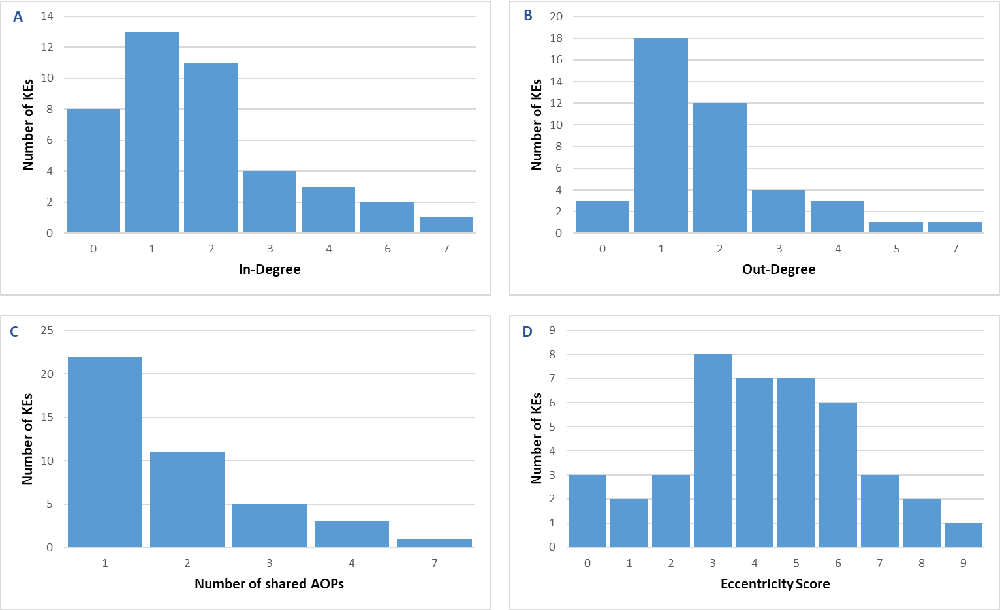 A
14
12
10
8
6
4
2
0
Number of KEs
0 1 2 3 4 6 7
In-Degree
B
20
18
16
14
12
10
8
6
4
2
0
Number of KEs
0 1 2 3 4 5 7
Out-Degree
C
25
20
15
10
5
0
Number of KEs
1 2 3 4 7
Number of shared AOPs
D
9
8
7
6
5
4
3
2
1
0
Number of KEs
0 1 2 3 4 5 6 7 8 9
Eccentricity Score